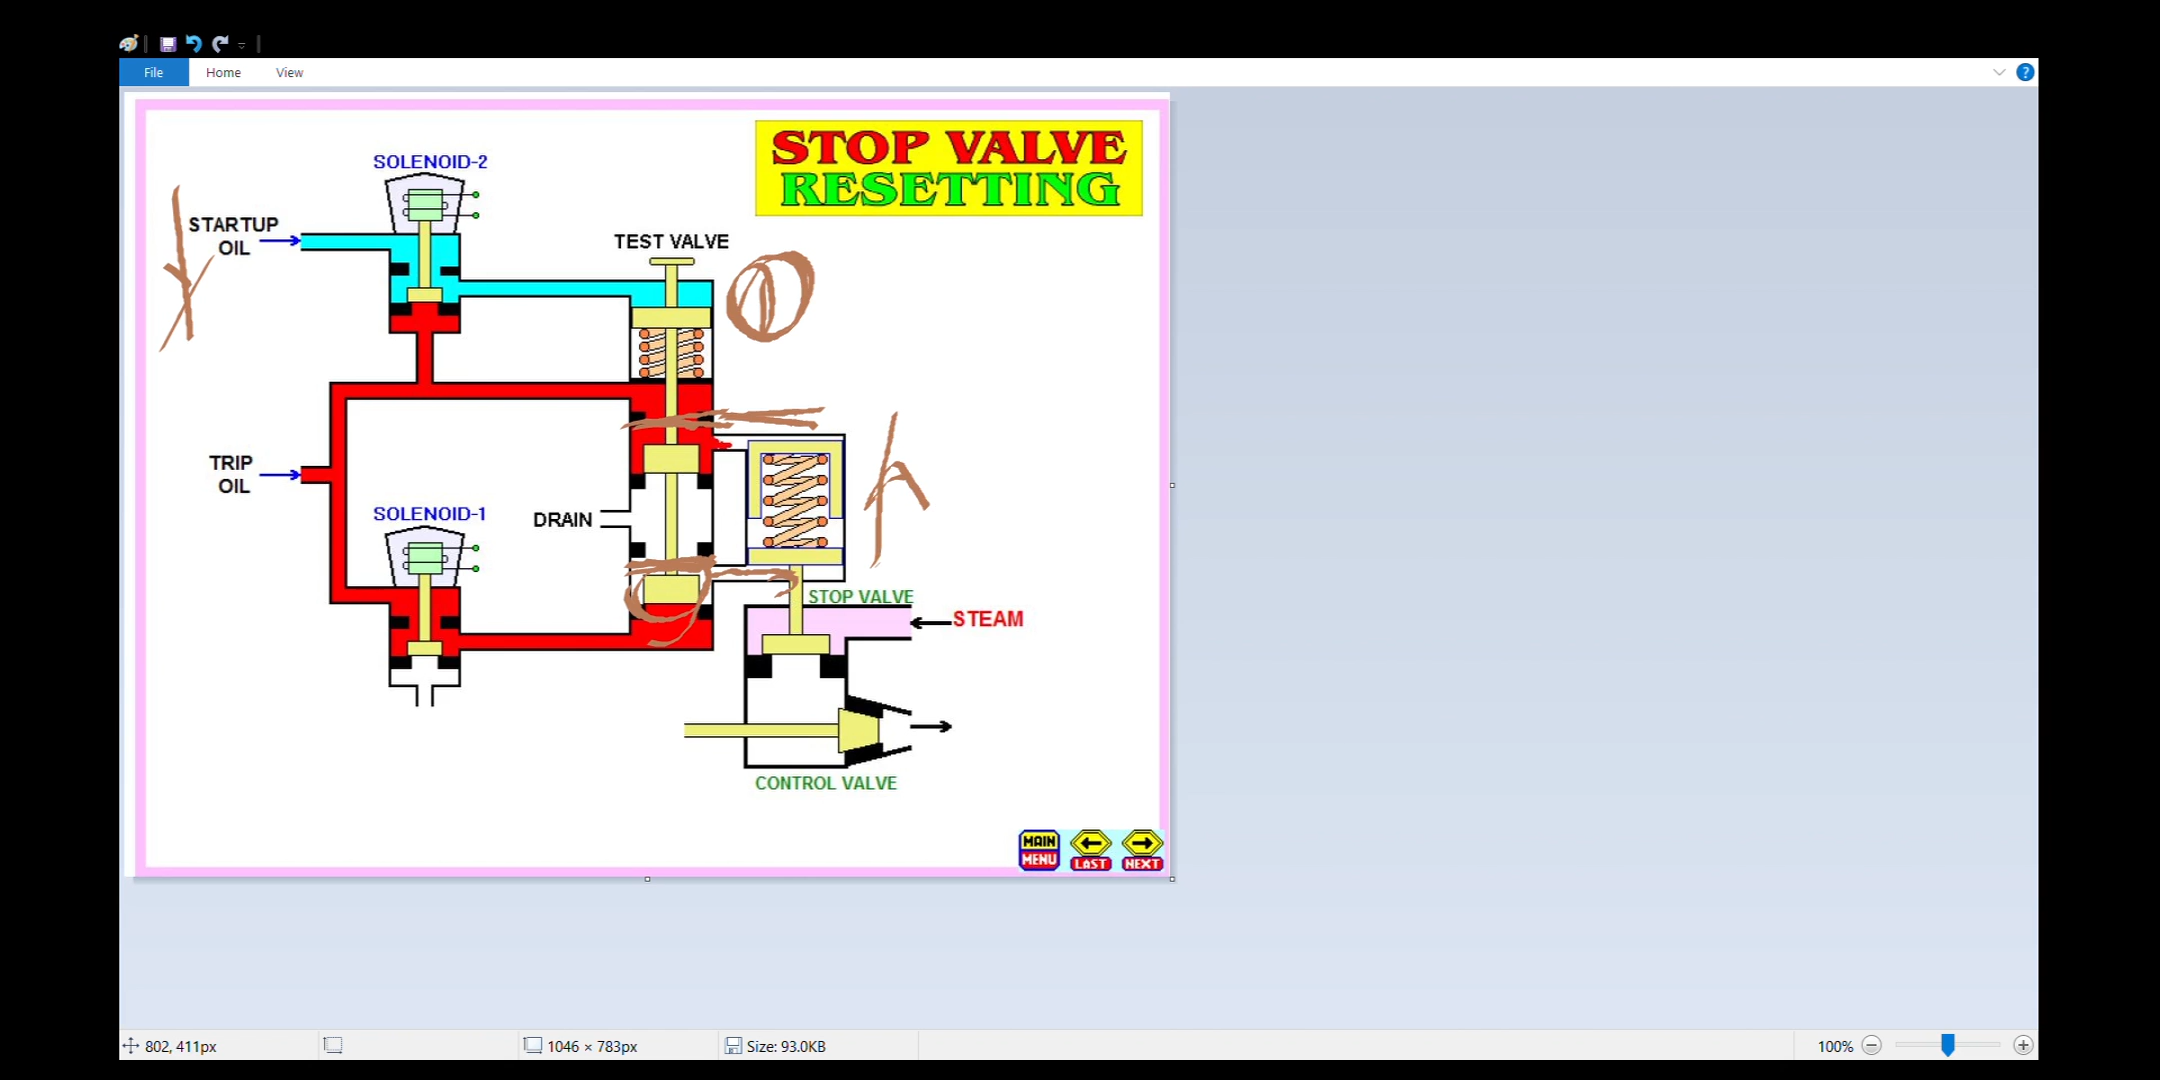 File Home View
STOP VALVE
RESETTING
SOLENOID-2
STARTUP
OIL
TEST VALVE
TRIP
OIL
SOLENOID-1
DRAIN
STOP VALVE
STEAM
CONTROL VALVE
MAIN
MENU
LAST
NEXT
802, 411px
1046 × 783px
Size: 93.0KB
100%